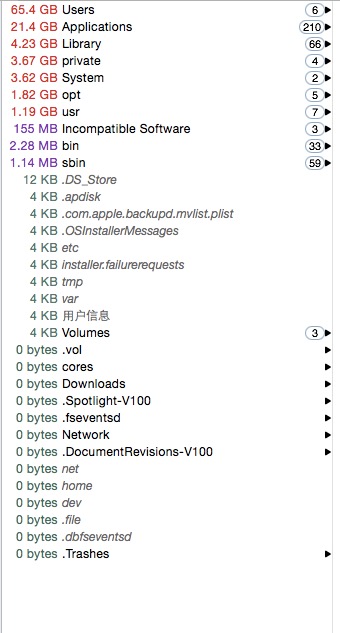 65.4 GB Users 6
21.4 GB Applications 210
4.23 GB Library 66
3.67 GB private 4
3.62 GB System 2
1.82 GB opt 5
1.19 GB usr 7
155 MB Incompatible Software 3
2.28 MB bin 33
1.14 MB sbin 59
12 KB .DS_Store
4 KB .apdisk
4 KB .com.apple.backupd.mvlist.plist
4 KB .OSInstallerMessages
4 KB etc
4 KB installer.failurerequests
4 KB tmp
4 KB var
4 KB 用户信息
4 KB Volumes 3
0 bytes .vol
0 bytes cores
0 bytes Downloads
0 bytes .Spotlight-V100
0 bytes .fseventsd
0 bytes Network
0 bytes .DocumentRevisions-V100
0 bytes net
0 bytes home
0 bytes dev
0 bytes .file
0 bytes .dbfseventsd
0 bytes .Trashes